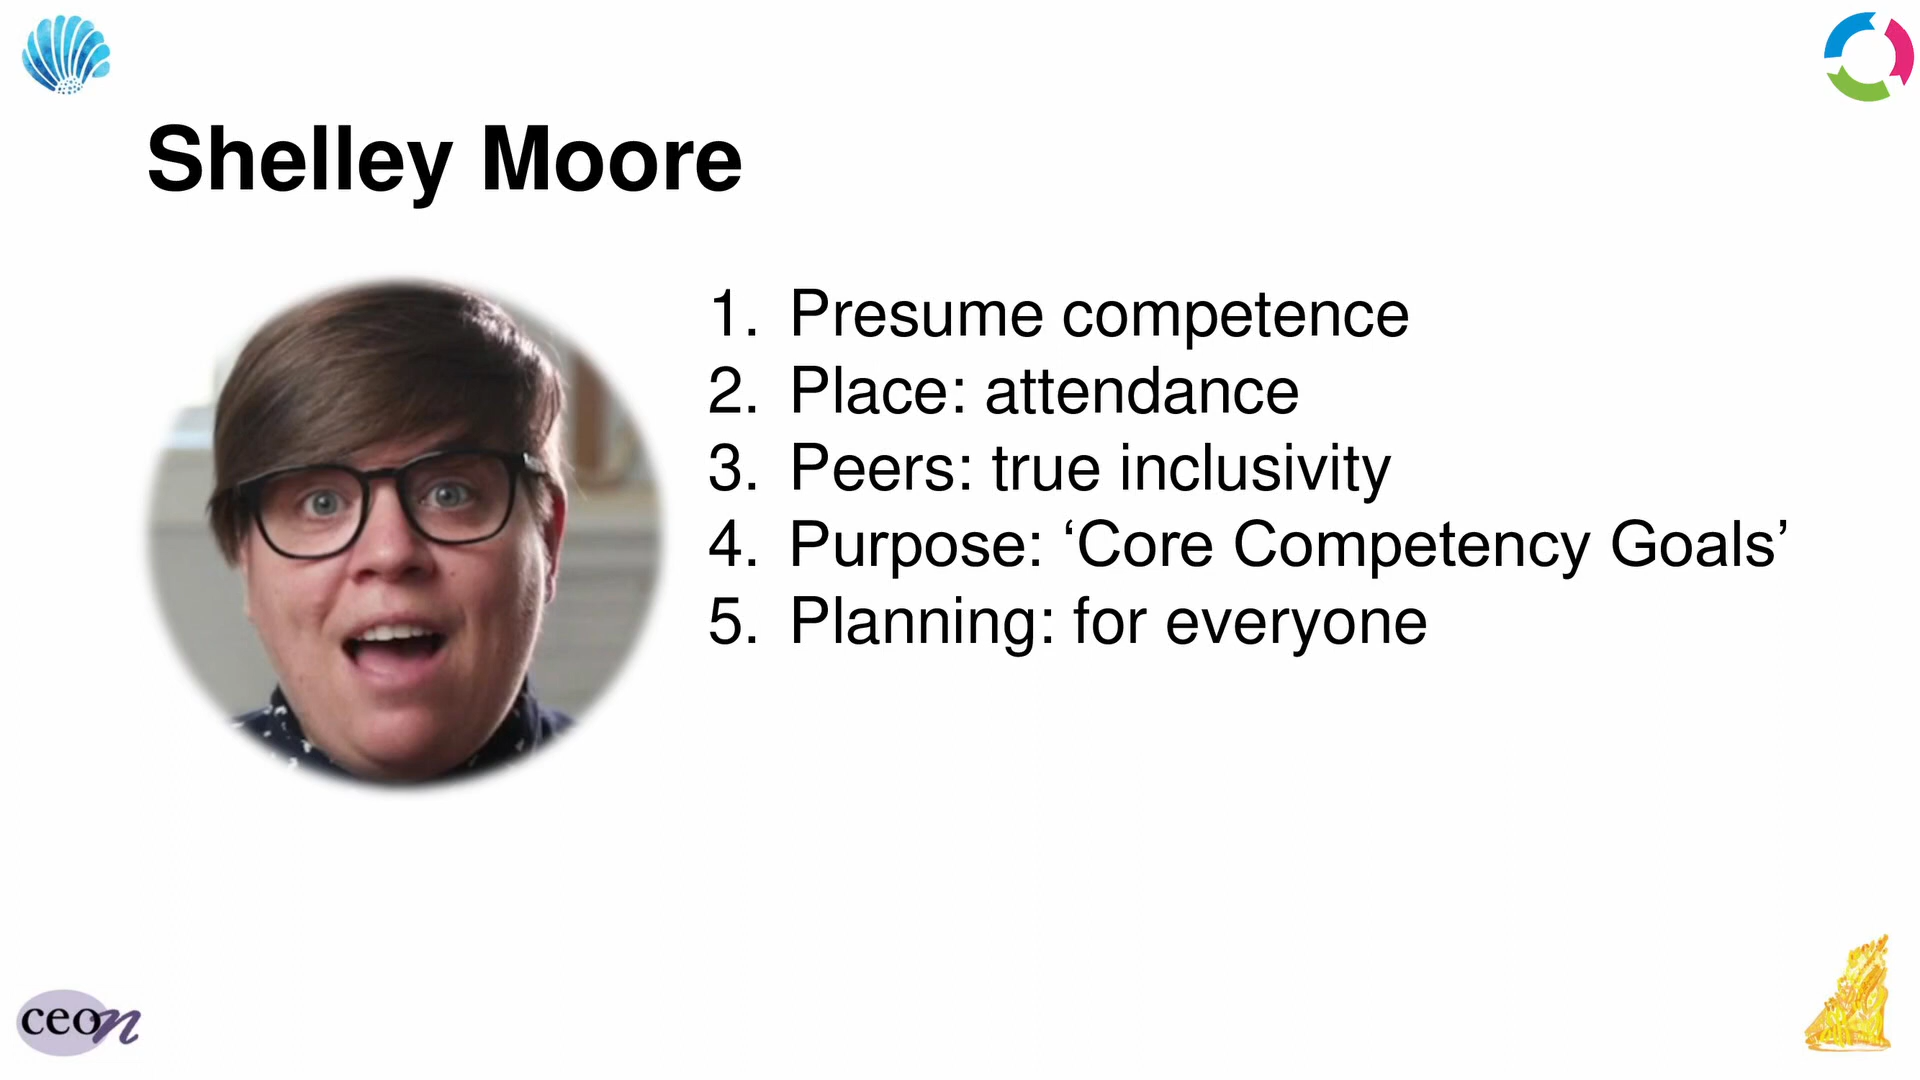 Shelley Moore
1. Presume competence
2. Place: attendance
3. Peers: true inclusivity
4. Purpose: ‘Core Competency Goals’
5. Planning: for everyone
ceon